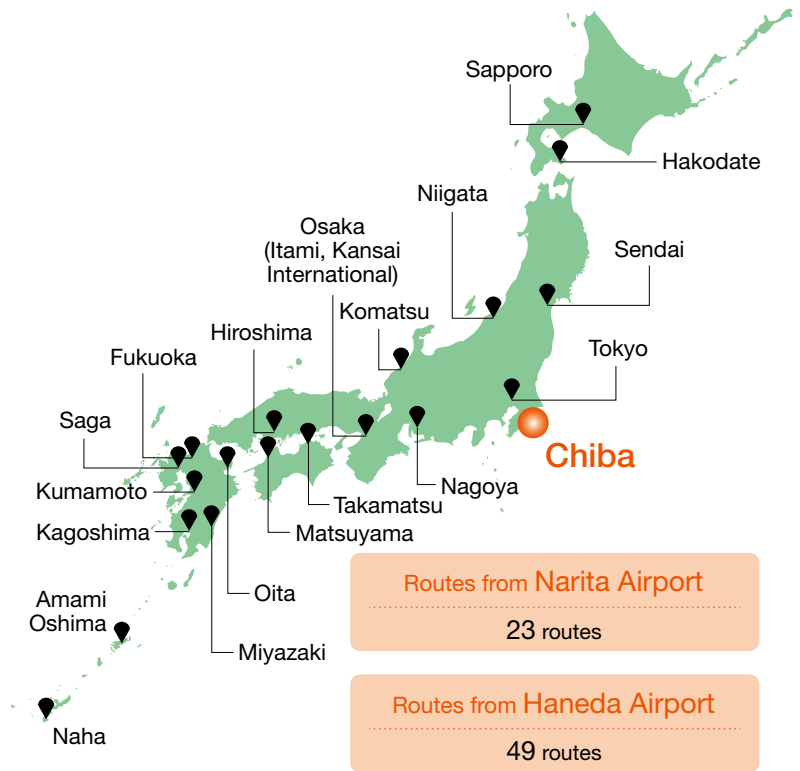 Sapporo
Hakodate
Niigata
Osaka
(Itami, Kansai
International)
Sendai
Komatsu
Hiroshima
Tokyo
Fukuoka
Saga
Chiba
Nagoya
Kumamoto
Takamatsu
Kagoshima
Matsuyama
Routes from Narita Airport
23 routes
Amami
Oshima
Oita
Miyazaki
Routes from Haneda Airport
49 routes
Naha